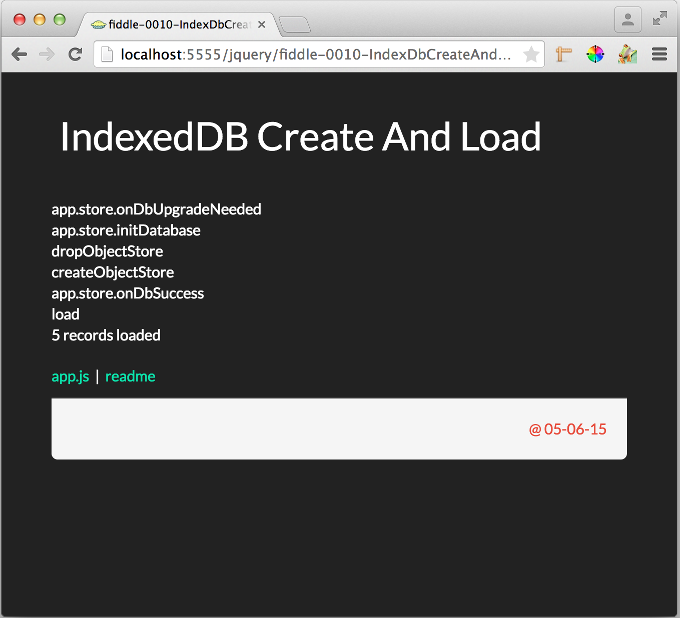 fiddle-0010-IndexDbCrea
localhost:5555/jquery/fiddle-0010-IndexDbCreateAnd...
IndexedDB Create And Load
app.store.onDbUpgradeNeeded
app.store.initDatabase
dropObjectStore
createObjectStore
app.store.onDbSuccess
load
5 records loaded
app.js | readme
@ 05-06-15